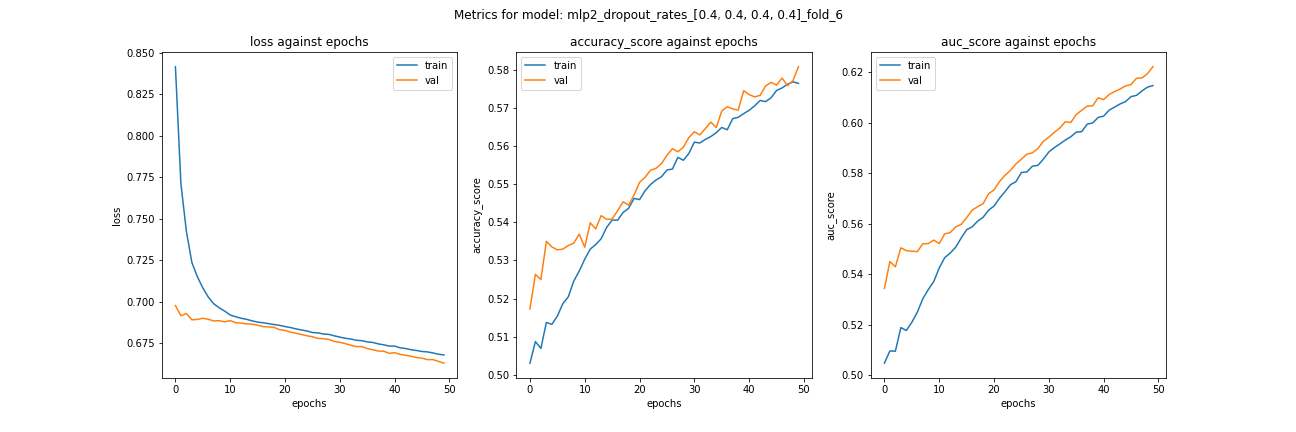 Metrics for model: mlp2_dropout_rates_[0.4, 0.4, 0.4, 0.4]_fold_6
loss against epochs
0.850
0.825
0.800
0.775
0.750
0.725
0.700
0.675
loss
0 10 20 30 40 50
epochs
train
val
accuracy_score against epochs
0.58
0.57
0.56
0.55
0.54
0.53
0.52
0.51
0.50
accuracy_score
0 10 20 30 40 50
epochs
train
val
auc_score against epochs
0.62
0.60
0.58
0.56
0.54
0.52
0.50
auc_score
0 10 20 30 40 50
epochs
train
val